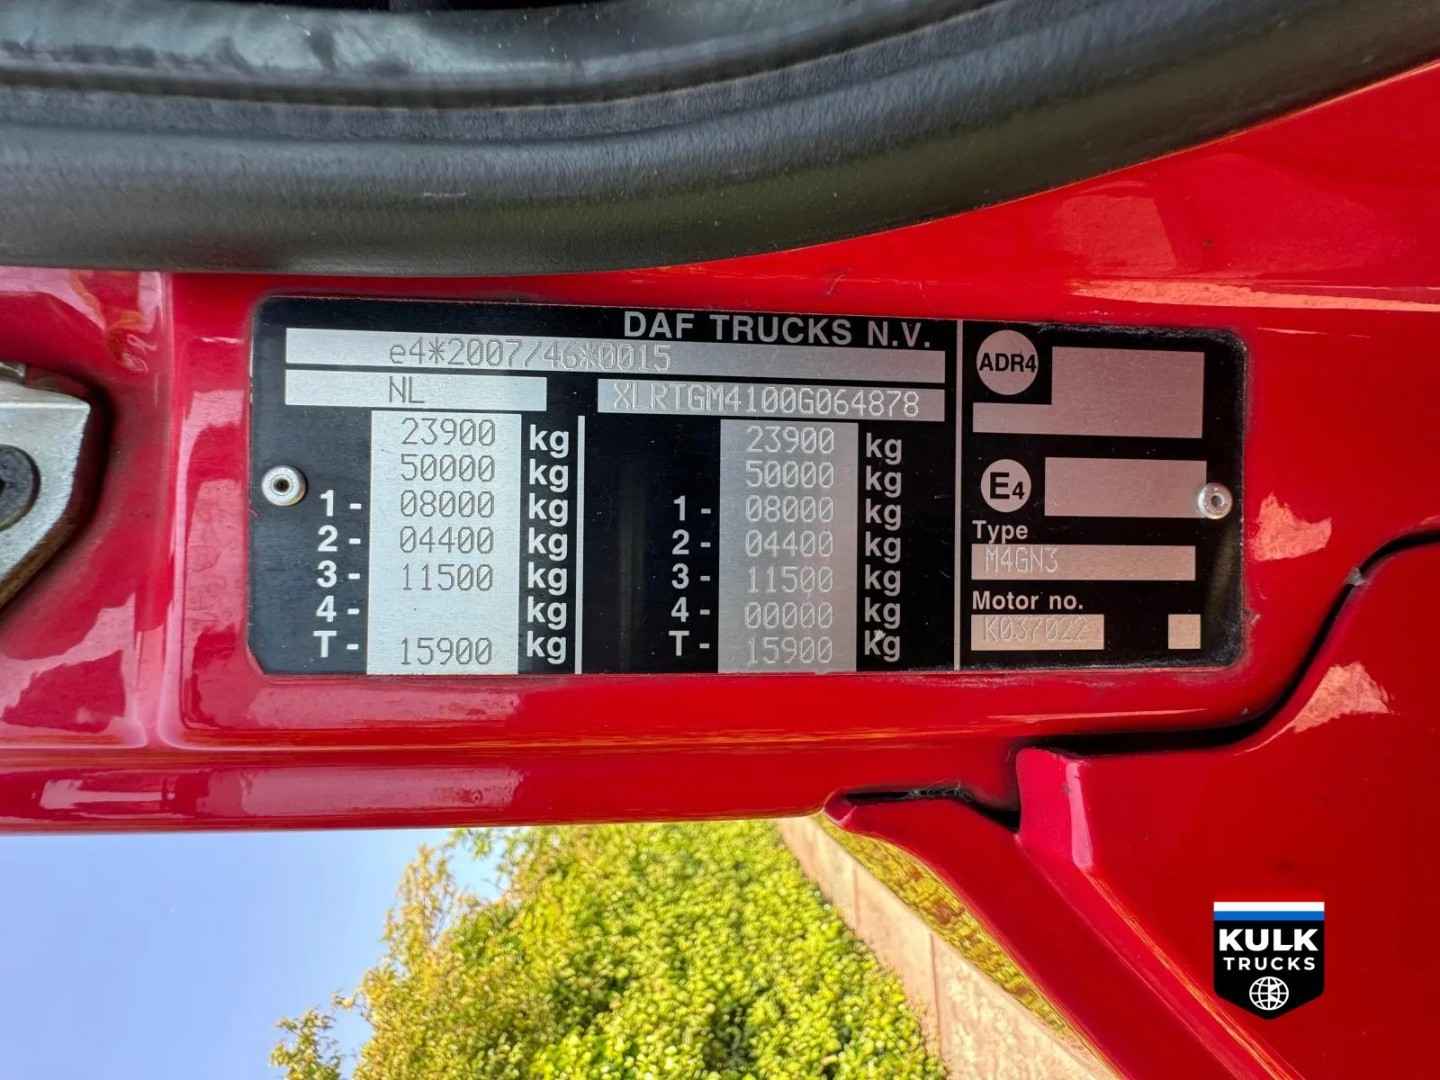 DAF TRUCKS N.V.
e4*2007/46*0015
NL XLRTGM4100G064878
23900 kg 23900 kg
50000 kg 50000 kg
1- 08000 kg 1- 08000 kg
2- 04400 kg 2- 04400 kg
3- 11500 kg 3- 11500 kg
4- kg 4- 00000 kg
T- 15900 kg T- 15900 kg
ADR4
E4
Type
M4GN3
Motor no.
K037022
KULK
TRUCKS